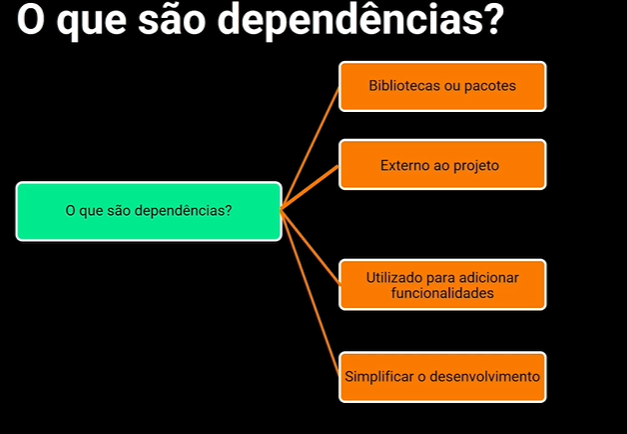 O que são dependências?
Bibliotecas ou pacotes
Externo ao projeto
O que são dependências?
Utilizado para adicionar
funcionalidades
Simplificar o desenvolvimento